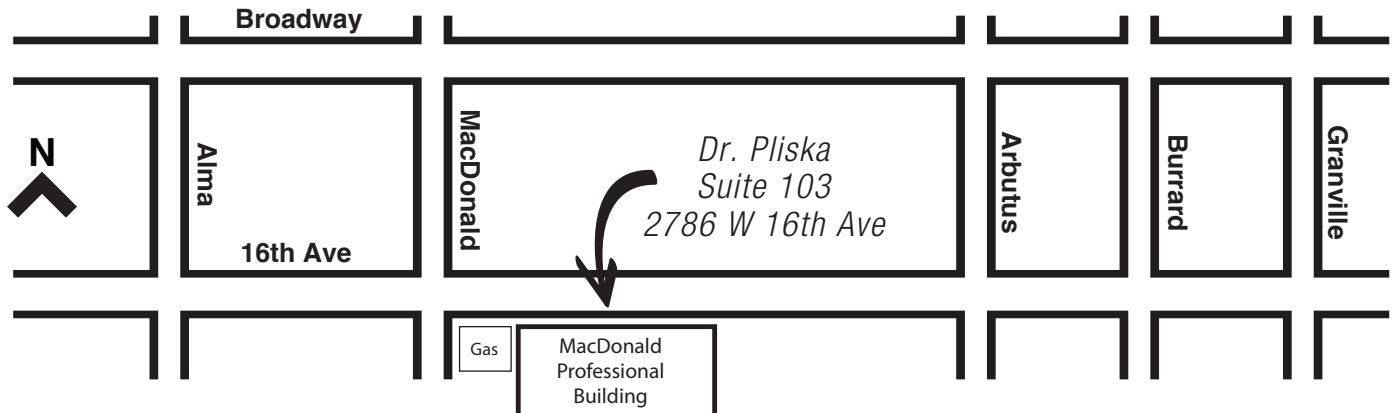 Broadway
N
Alma
MacDonald
Dr. Pliska
Suite 103
2786 W 16th Ave
Arbutus
Burrard
Granville
16th Ave
Gas
MacDonald
Professional
Building